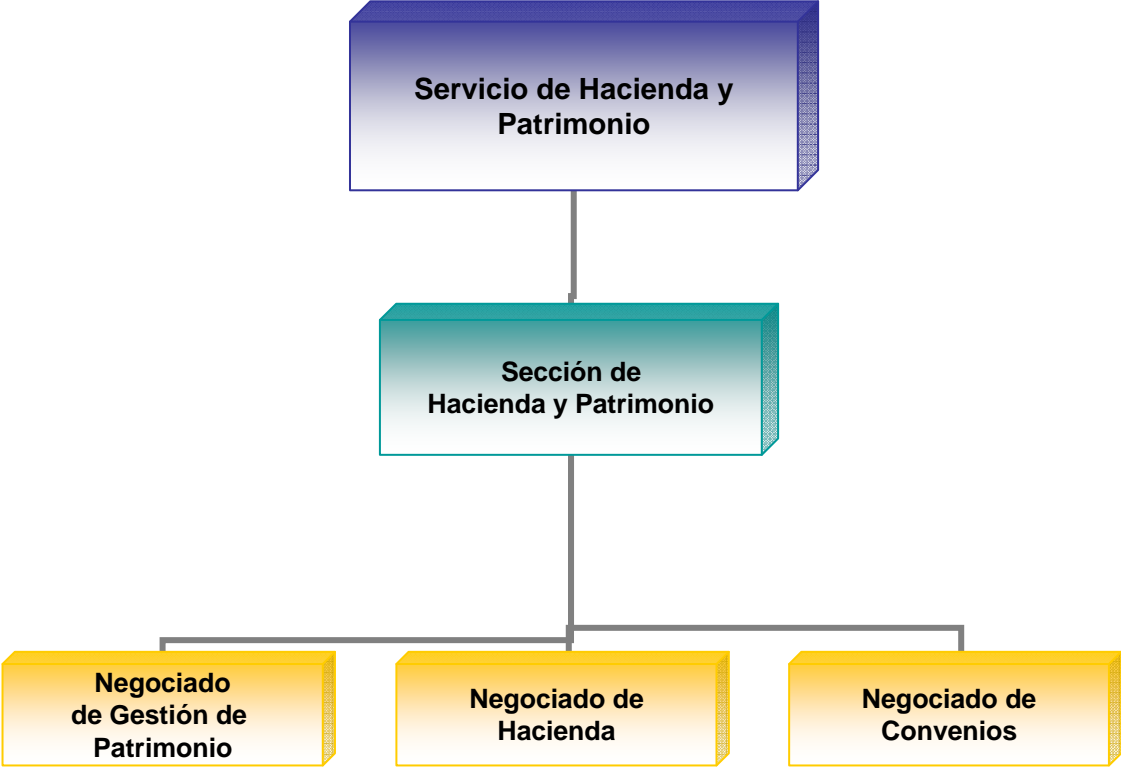 Servicio de Hacienda y
Patrimonio
Sección de
Hacienda y Patrimonio
Negociado
de Gestión de
Patrimonio
Negociado de
Hacienda
Negociado de
Convenios